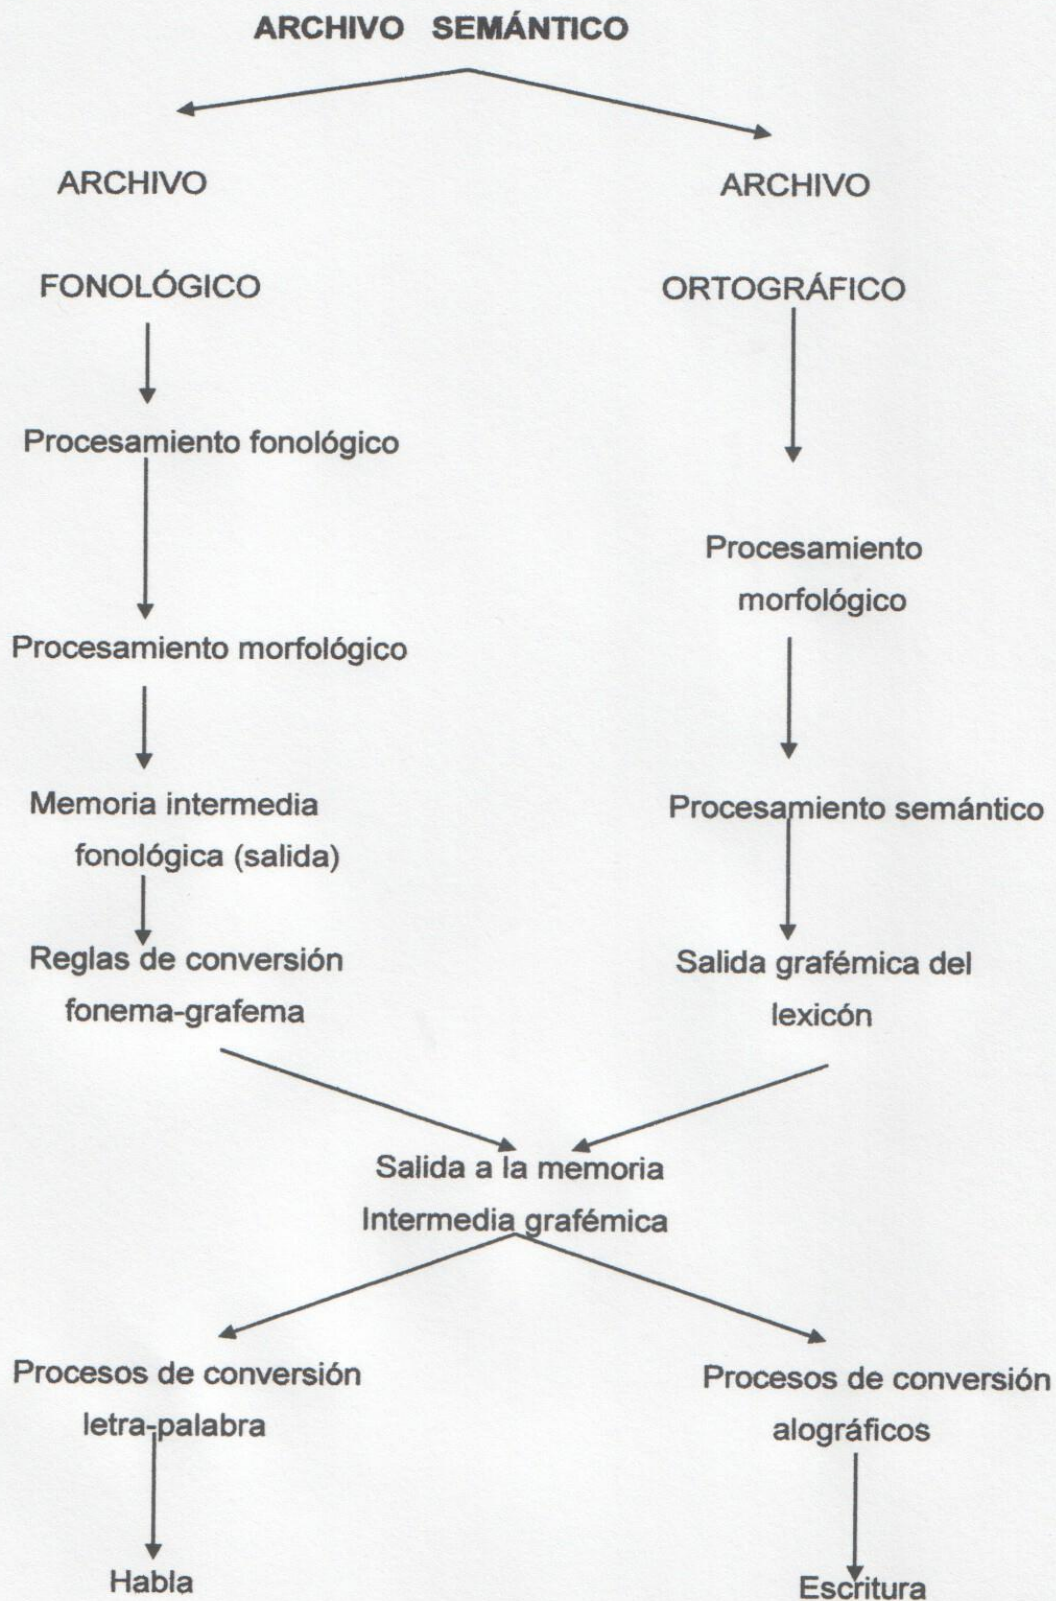 ARCHIVO SEMÁNTICO
ARCHIVO
FONOLÓGICO
Procesamiento fonológico
Procesamiento morfológico
Memoria intermedia
fonológica (salida)
Reglas de conversión
fonema-grafema
ARCHIVO
ORTOGRÁFICO
Procesamiento
morfológico
Procesamiento semántico
Salida grafémica del
lexicón
Salida a la memoria
Intermedia grafémica
Procesos de conversión
letra-palabra
Habla
Procesos de conversión
alográficos
Escritura